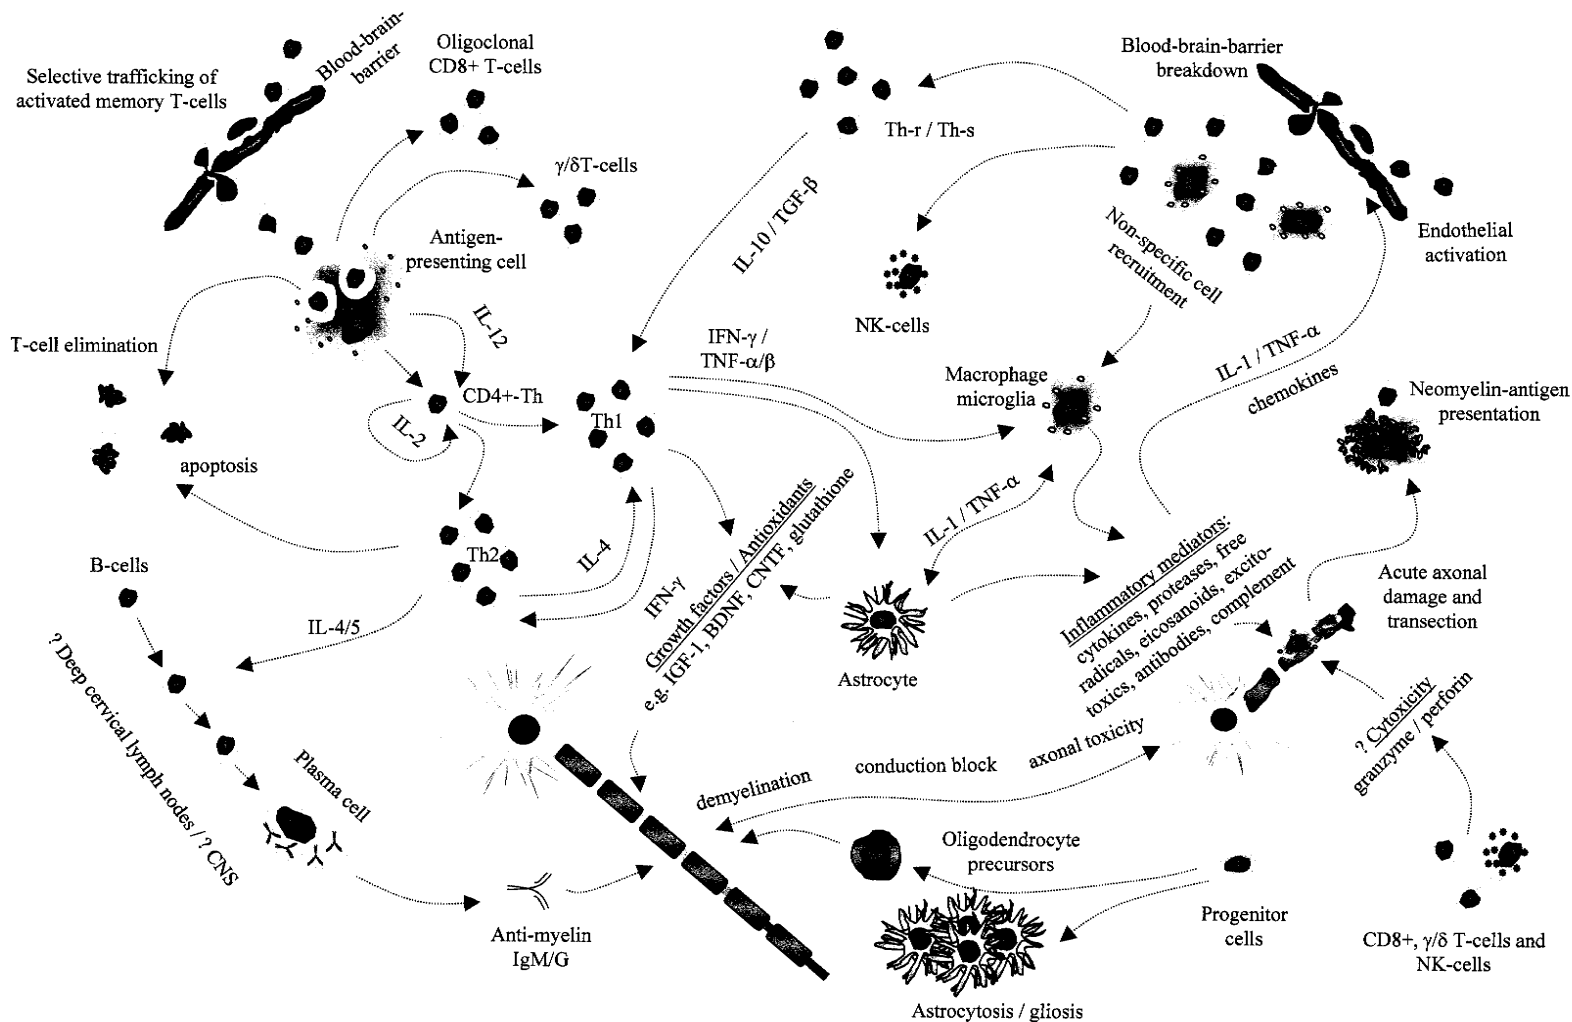 Blood-brain-
barrier
Selective trafficking of
activated memory T-cells
Oligoclonal
CD8+ T-cells
γ/δT-cells
Antigen-
presenting cell
IL-12
T-cell elimination
apoptosis
CD4+-Th
IL-2
Th1
Th2
IL-4
IFN-γ
IL-4/5
B-cells
? Deep cervical lymph nodes / ? CNS
Plasma cell
Anti-myelin
IgM/G
Th-r / Th-s
IL-10 / TGF-β
NK-cells
IFN-γ /
TNF-α/β
Blood-brain-barrier
breakdown
Non-specific cell
recruitment
Endothelial
activation
Macrophage
microglia
IL-1 / TNF-α
chemokines
Neomyelin-antigen
presentation
IL-1 / TNF-α
Growth factors / Antioxidants
e.g. IGF-1, BDNF, CNTF, glutathione
Astrocyte
Inflammatory mediators:
cytokines, proteases, free
radicals, eicosanoids, excito-
toxics, antibodies, complement
Acute axonal
damage and
transection
? Cytotoxicity
granzyme / perforin
demyelination
conduction block
axonal toxicity
Oligodendrocyte
precursors
Progenitor
cells
CD8+, γ/δ T-cells and
NK-cells
Astrocytosis / gliosis